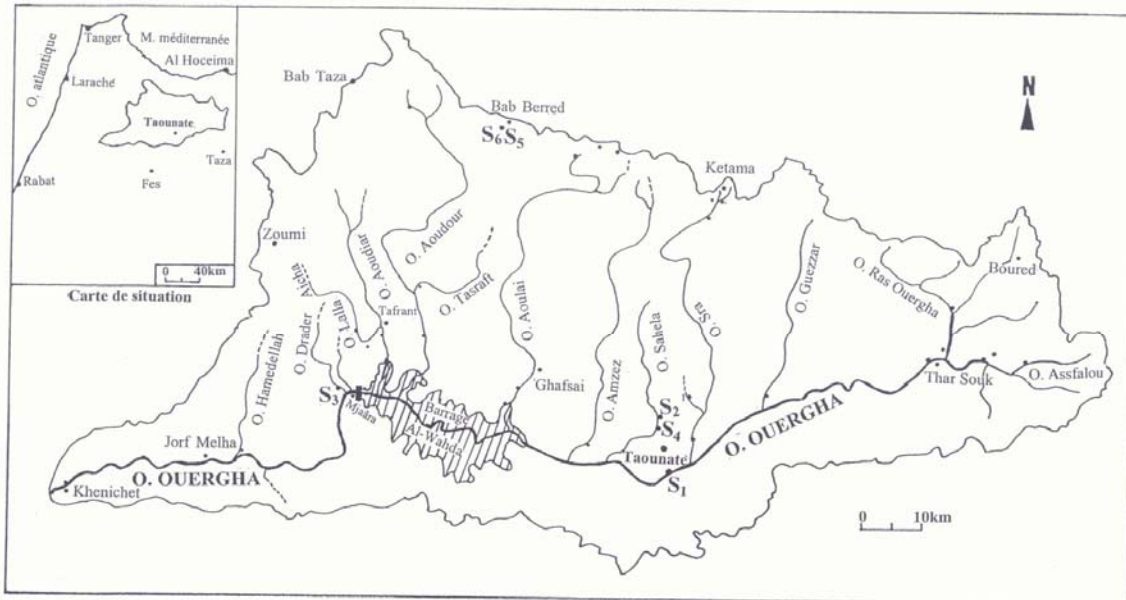 Tanger
M. méditerranée
Al Hoceima
O. atlantique
Laraché
Taounate
Taza
Fes
Rabat
0 40km
Carte de situation
N
Bab Taza
Bab Berred
S6 S5
Ketama
Zoumi
O. Aoudiar
O. Aoudour
O. Tasraft
O. Aoulai
O. Guezzar
O. Ras Ouergha
Boured
O. Lalla Aicha
Tafrant
O. Drader
O. Hamedellah
O. Sahela
O. Sra
O. Amzez
Ghafsai
Thar Souk
O. Assfalou
S3
Mjaâra
Barrage
Al-Wahda
S2
S4
Taounate
S1
O. OUERGHA
Jorf Melha
O. OUERGHA
Khenichet
0 10km